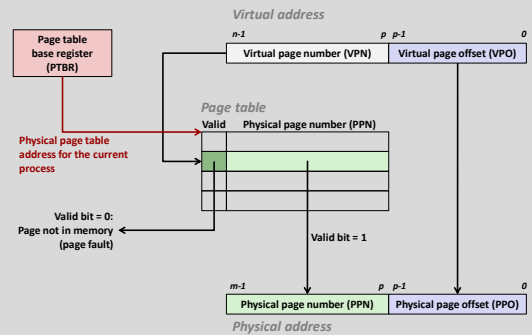 Virtual address
n-1 p p-1 0
Page table
base register
(PTBR)
Virtual page number (VPN) Virtual page offset (VPO)
Page table
Valid Physical page number (PPN)
Physical page table
address for the current
process
Valid bit = 0:
Page not in memory
(page fault)
Valid bit = 1
m-1 p p-1 0
Physical page number (PPN) Physical page offset (PPO)
Physical address